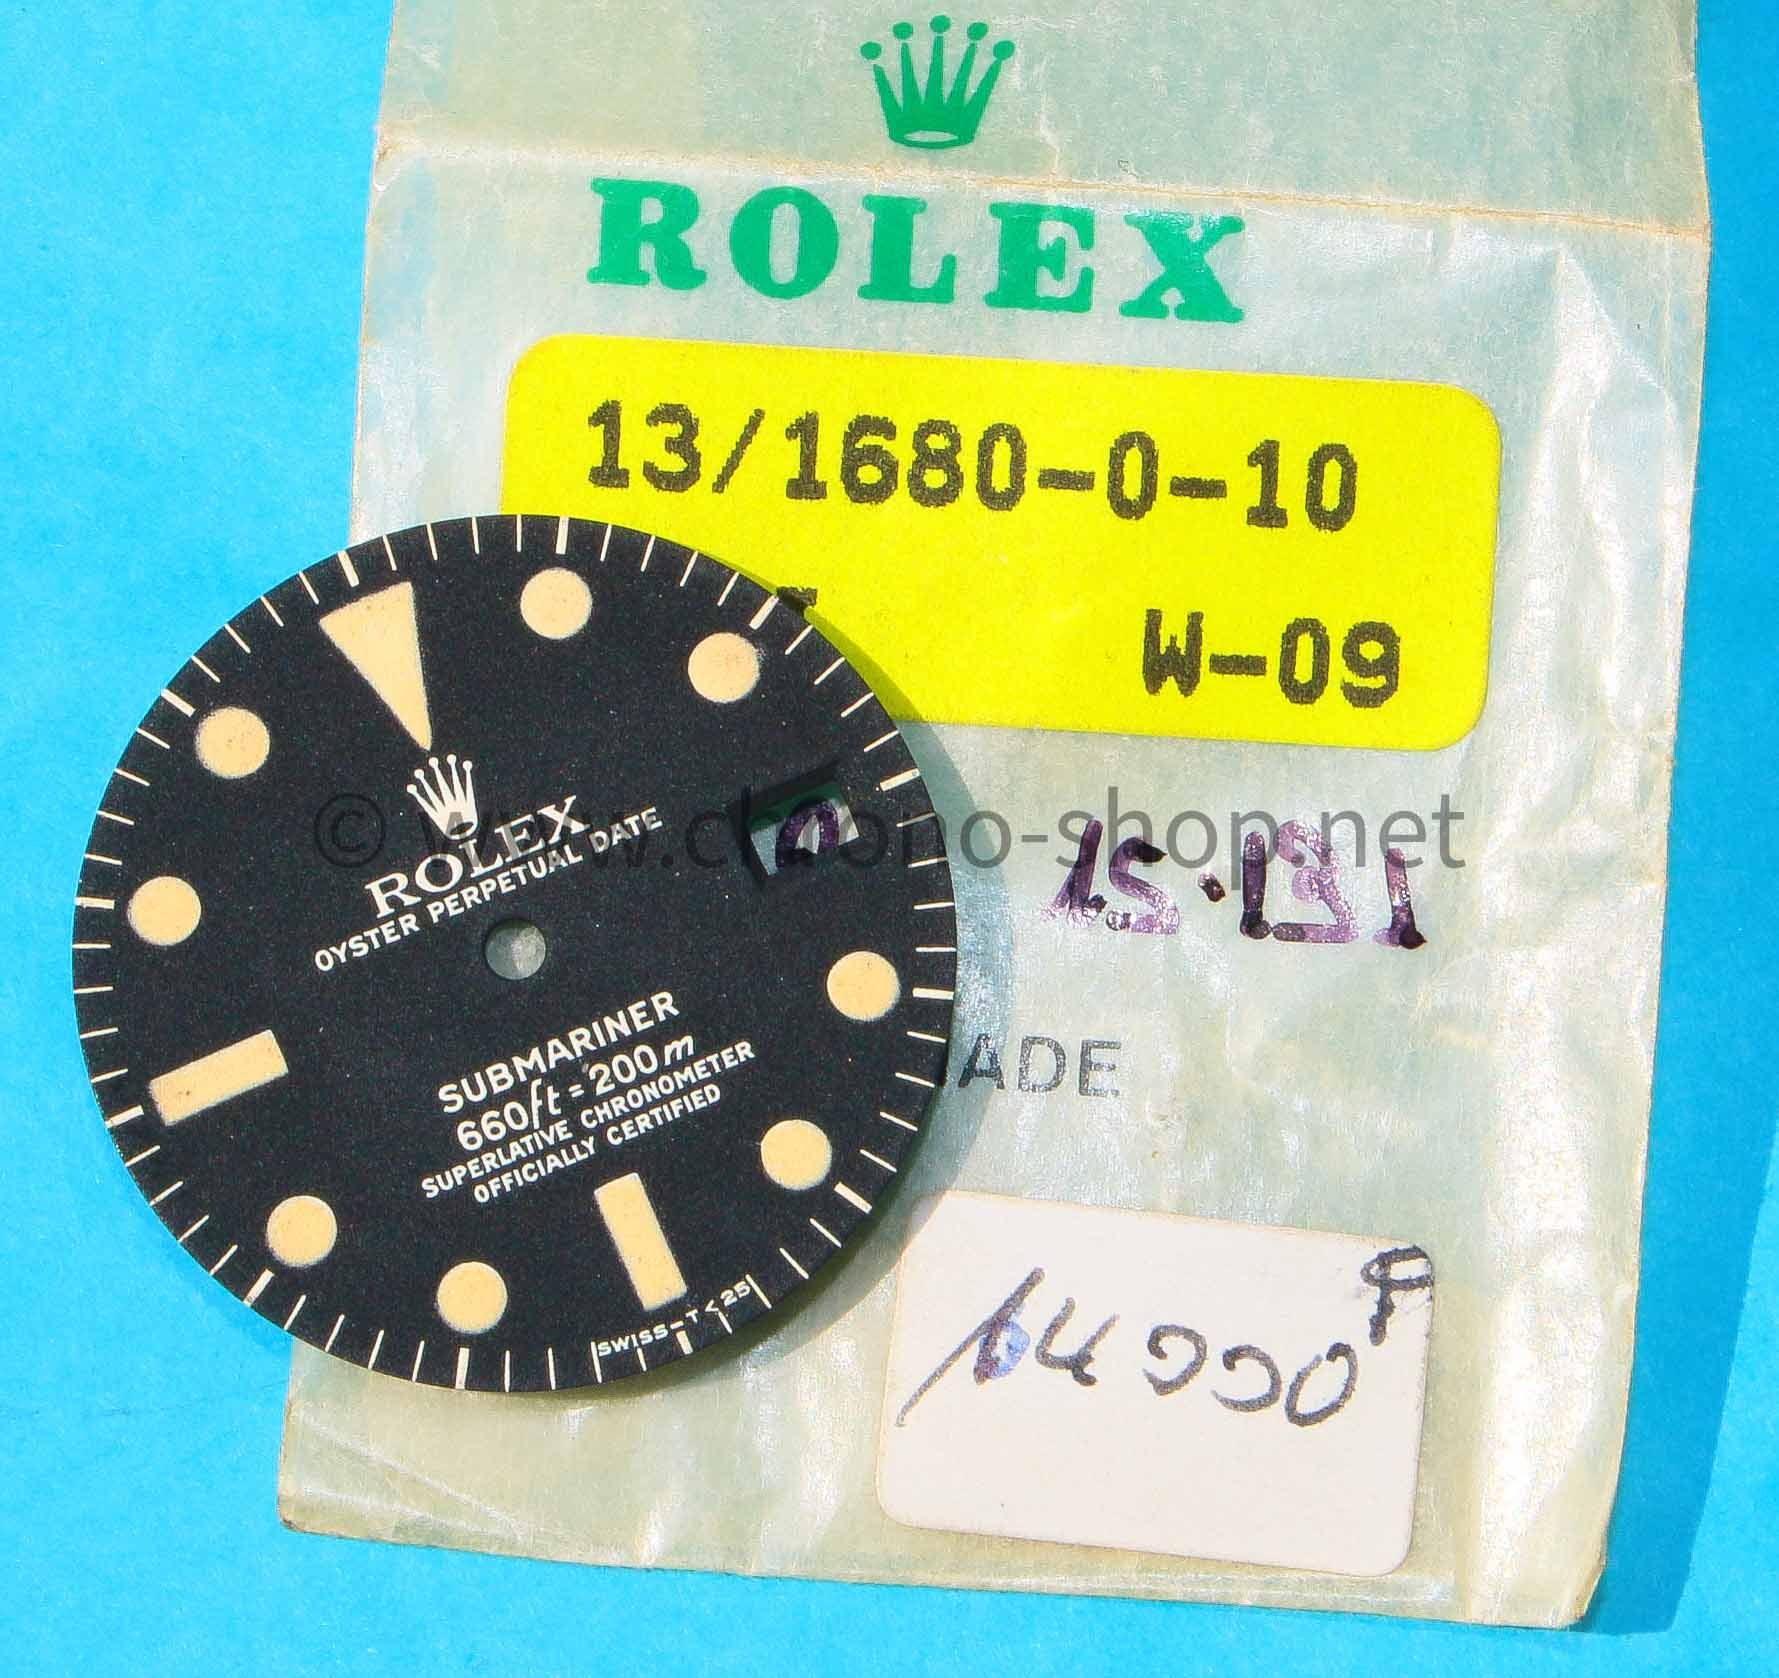 ROLEX
13/1680-0-10
W-09
ROLEX
OYSTER PERPETUAL DATE
SUBMARINER
660ft = 200m
SUPERLATIVE CHRONOMETER
OFFICIALLY CERTIFIED
SWISS-T<25
© www.chrono-shop.net
ADE